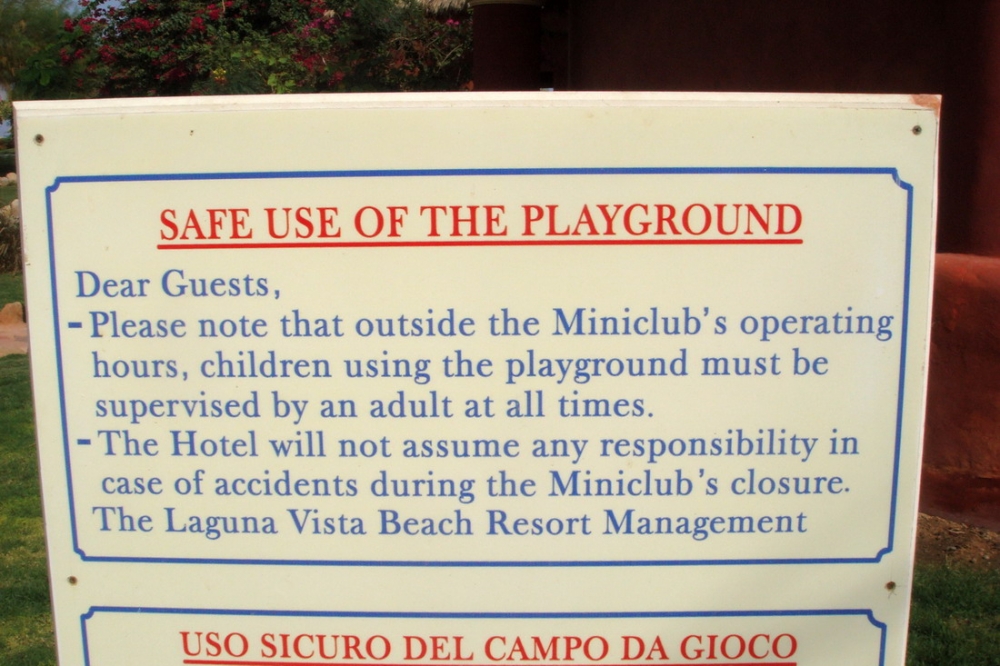 SAFE USE OF THE PLAYGROUND
Dear Guests,
-Please note that outside the Miniclub's operating
hours, children using the playground must be
supervised by an adult at all times.
-The Hotel will not assume any responsibility in
case of accidents during the Miniclub's closure.
The Laguna Vista Beach Resort Management
USO SICURO DEL CAMPO DA GIOCO